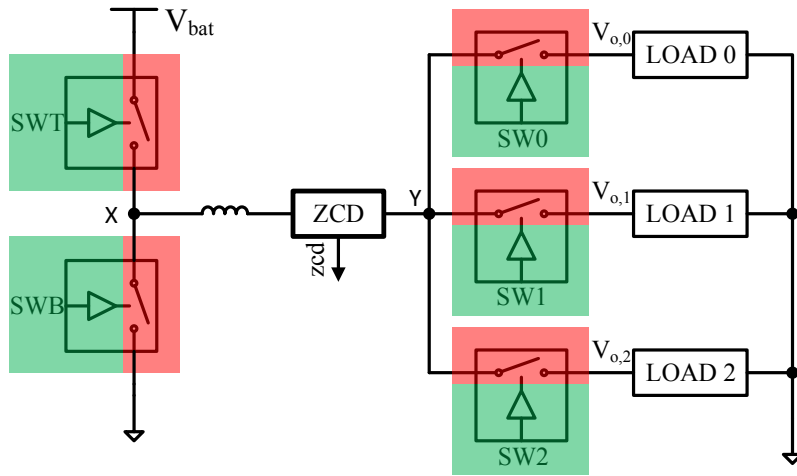 V_bat
SWT
SW0
V_o,0
LOAD 0
X
ZCD
zcd
Y
SW1
V_o,1
LOAD 1
SWB
SW2
V_o,2
LOAD 2